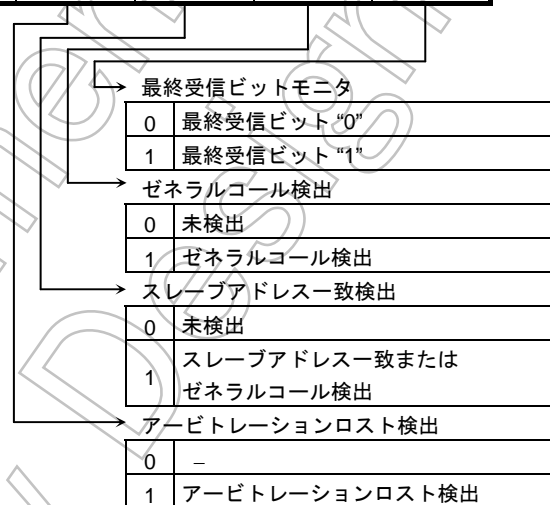 最終受信ビットモニタ
0 最終受信ビット “0”
1 最終受信ビット “1”
ゼネラルコール検出
0 未検出
1 ゼネラルコール検出
スレーブアドレス一致検出
0 未検出
1 スレーブアドレス一致または
ゼネラルコール検出
アービトレーションロスト検出
0 –
1 アービトレーションロスト検出